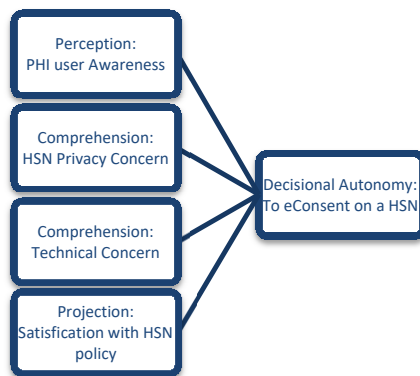 Perception:
PHI user Awareness
Comprehension:
HSN Privacy Concern
Comprehension:
Technical Concern
Projection:
Satisfication with HSN
policy
Decisional Autonomy:
To eConsent on a HSN